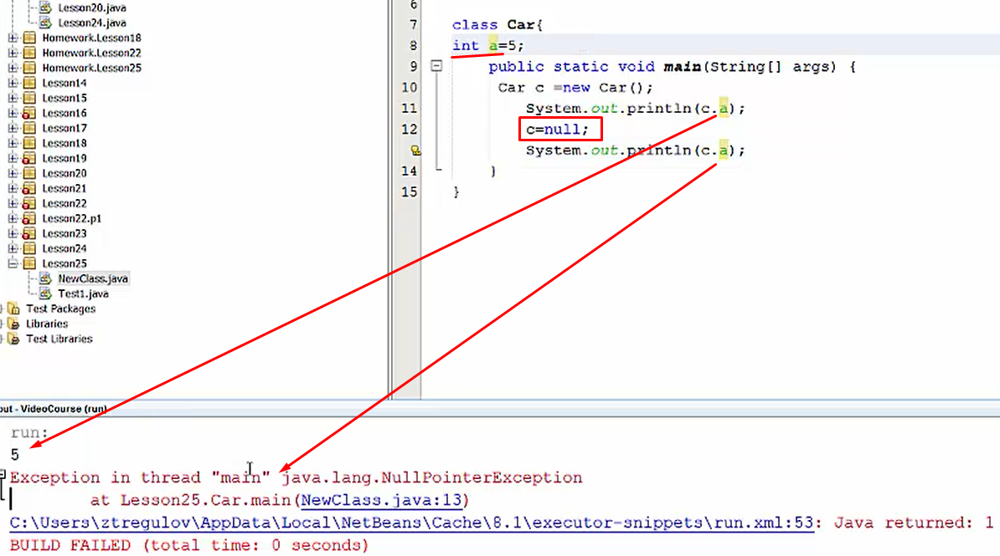 Lesson20.java
Lesson24.java
Homework.Lesson18
Homework.Lesson22
Homework.Lesson25
Lesson14
Lesson15
Lesson16
Lesson17
Lesson18
Lesson19
Lesson20
Lesson21
Lesson22
Lesson22.p1
Lesson23
Lesson24
Lesson25
NewClass.java
Test1.java
Test Packages
Libraries
Test Libraries
6
7 class Car{
8 int a=5;
9 public static void main(String[] args) {
10 Car c =new Car();
11 System.out.println(c.a);
12 c=null;
System.out.println(c.a);
14 }
15 }
put - VideoCourse (run)
run:
5
Exception in thread "main" java.lang.NullPointerException
at Lesson25.Car.main(NewClass.java:13)
C:\Users\ztregulov\AppData\Local\NetBeans\Cache\8.1\executor-snippets\run.xml:53: Java returned: 1
BUILD FAILED (total time: 0 seconds)